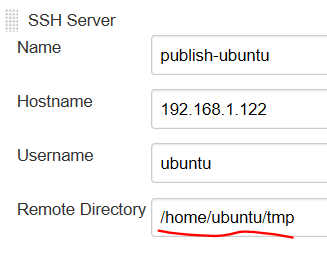 SSH Server
Name
publish-ubuntu
Hostname
192.168.1.122
Username
ubuntu
Remote Directory
/home/ubuntu/tmp